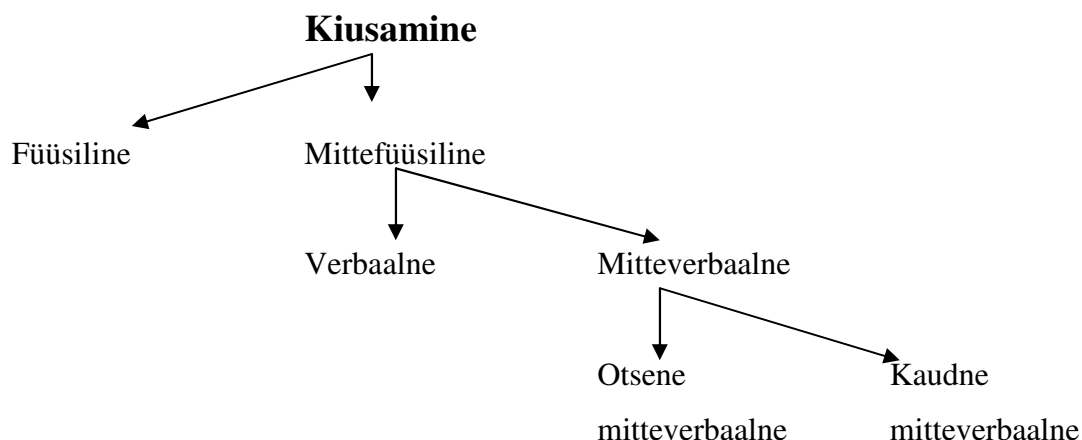 Kiusamine
Füüsiline
Mittefüüsiline
Verbaalne
Mitteverbaalne
Otsene
mitteverbaalne
Kaudne
mitteverbaalne